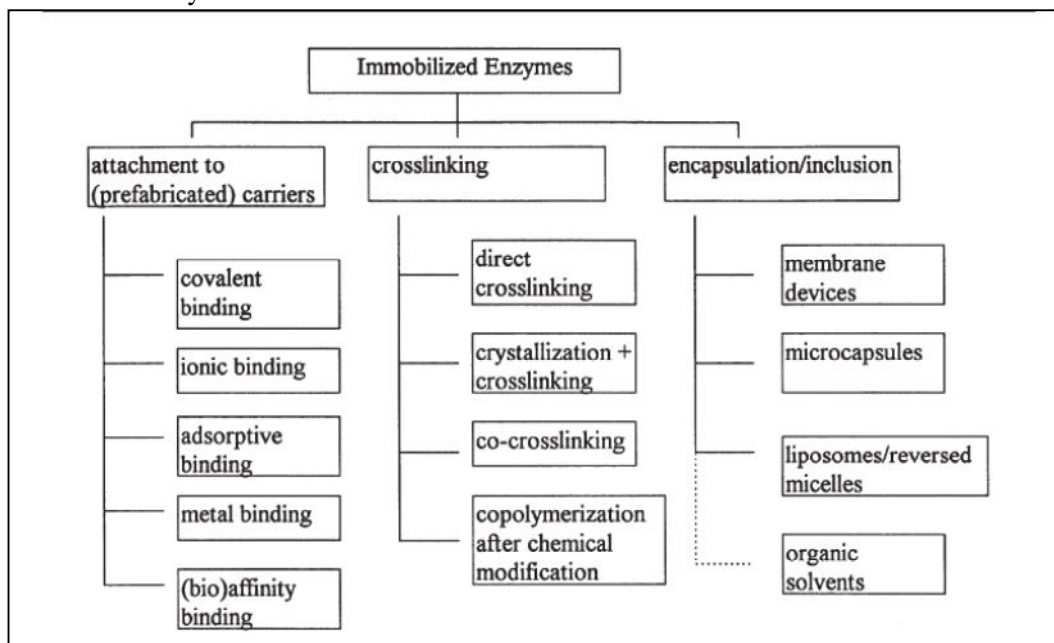 Immobilized Enzymes
attachment to
(prefabricated) carriers
crosslinking
encapsulation/inclusion
covalent
binding
ionic binding
adsorptive
binding
metal binding
(bio)affinity
binding
direct
crosslinking
crystallization +
crosslinking
co-crosslinking
copolymerization
after chemical
modification
membrane
devices
microcapsules
liposomes/reversed
micelles
organic
solvents